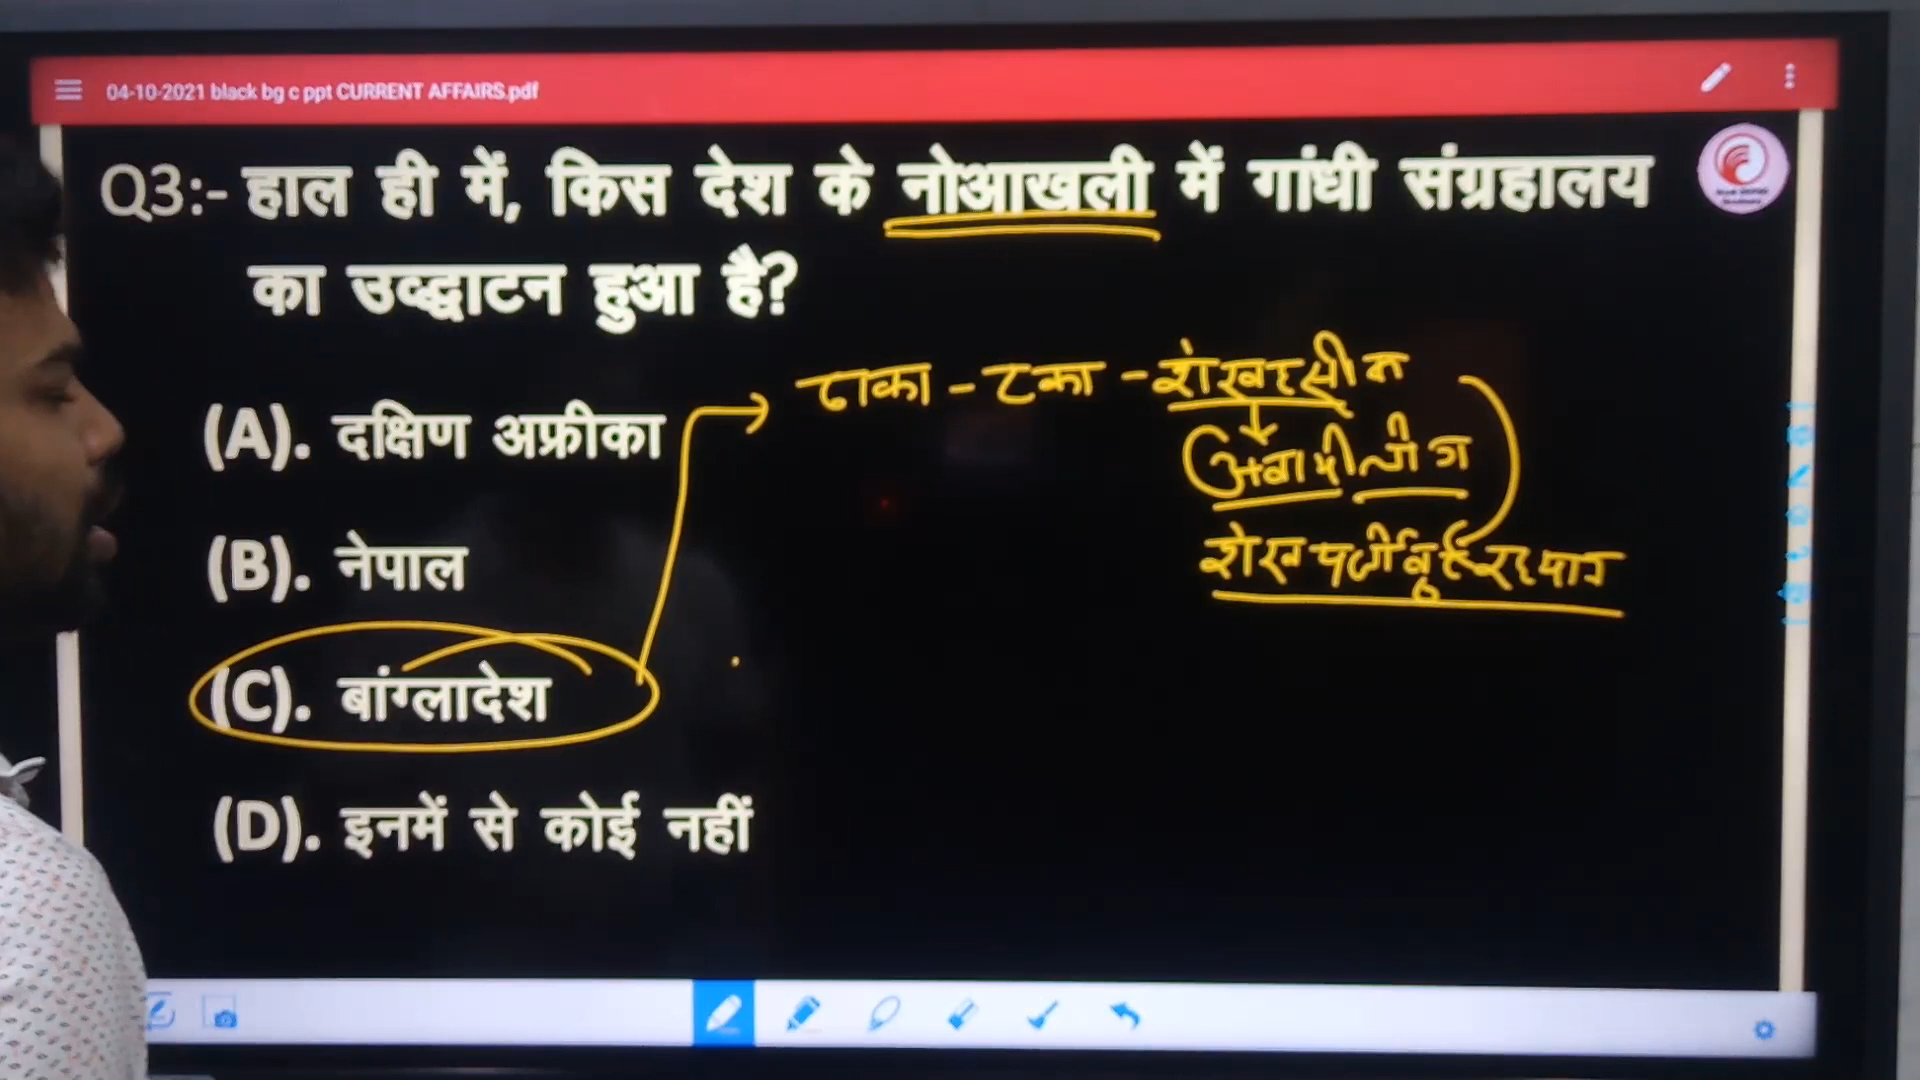 04-10-2021 black bg c ppt CURRENT AFFAIRS.pdf
Q3:- हाल ही में, किस देश के नोआखली में गांधी संग्रहालय
का उद्घाटन हुआ है?
ढाका - टका -
(A). दक्षिण अफ्रीका
(B). नेपाल
(C). बांग्लादेश
(D). इनमें से कोई नहीं